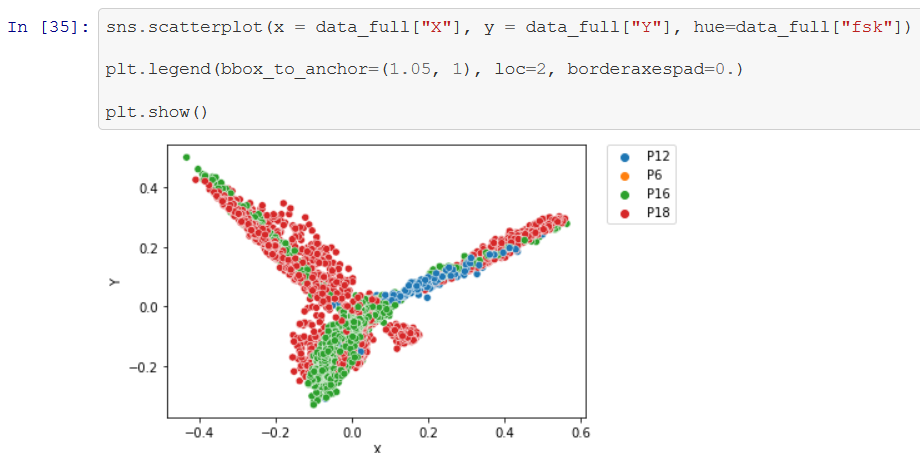 In [35]: sns.scatterplot(x = data_full["X"], y = data_full["Y"], hue=data_full["fsk"])
plt.legend(bbox_to_anchor=(1.05, 1), loc=2, borderaxespad=0.)
plt.show()
P12
P6
P16
P18
0.4
0.2
0.0
−0.2
Y
−0.4 −0.2 0.0 0.2 0.4 0.6
X